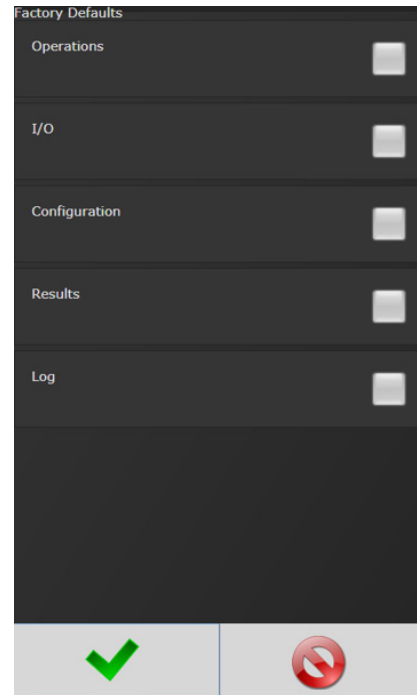 Factory Defaults
Operations
I/O
Configuration
Results
Log